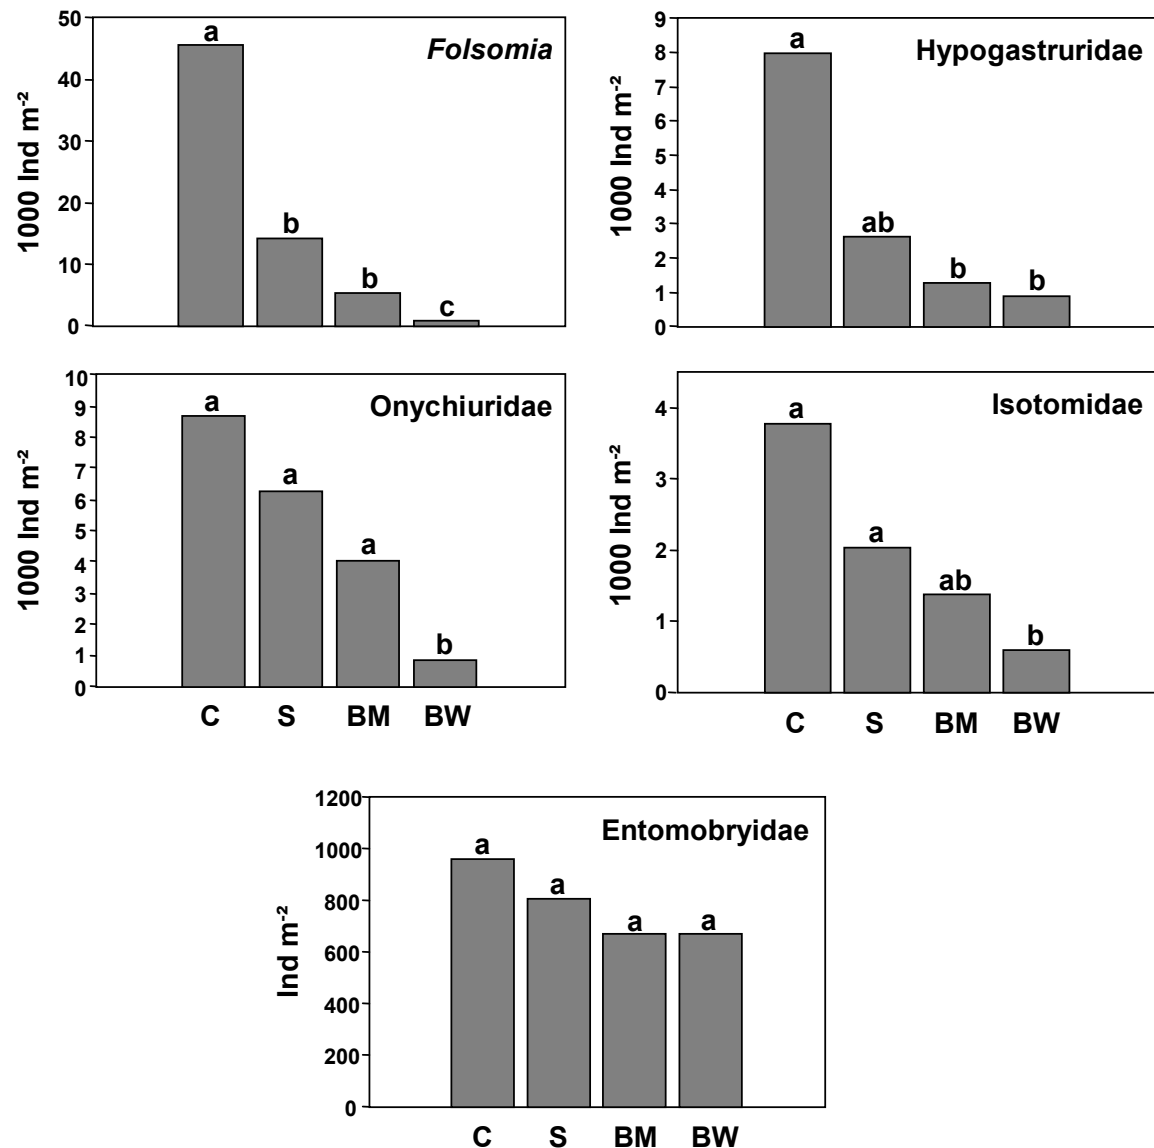 Folsomia
1000 Ind m⁻²
50
40
30
20
10
0
a
b
b
c
Hypogastruridae
1000 Ind m⁻²
9
8
7
6
5
4
3
2
1
0
a
ab
b
b
Onychiuridae
1000 Ind m⁻²
10
9
8
7
6
5
4
3
2
1
0
a
a
a
b
C S BM BW
Isotomidae
1000 Ind m⁻²
4
3
2
1
0
a
a
ab
b
C S BM BW
Entomobryidae
Ind m⁻²
1200
1000
800
600
400
200
0
a
a
a
a
C S BM BW